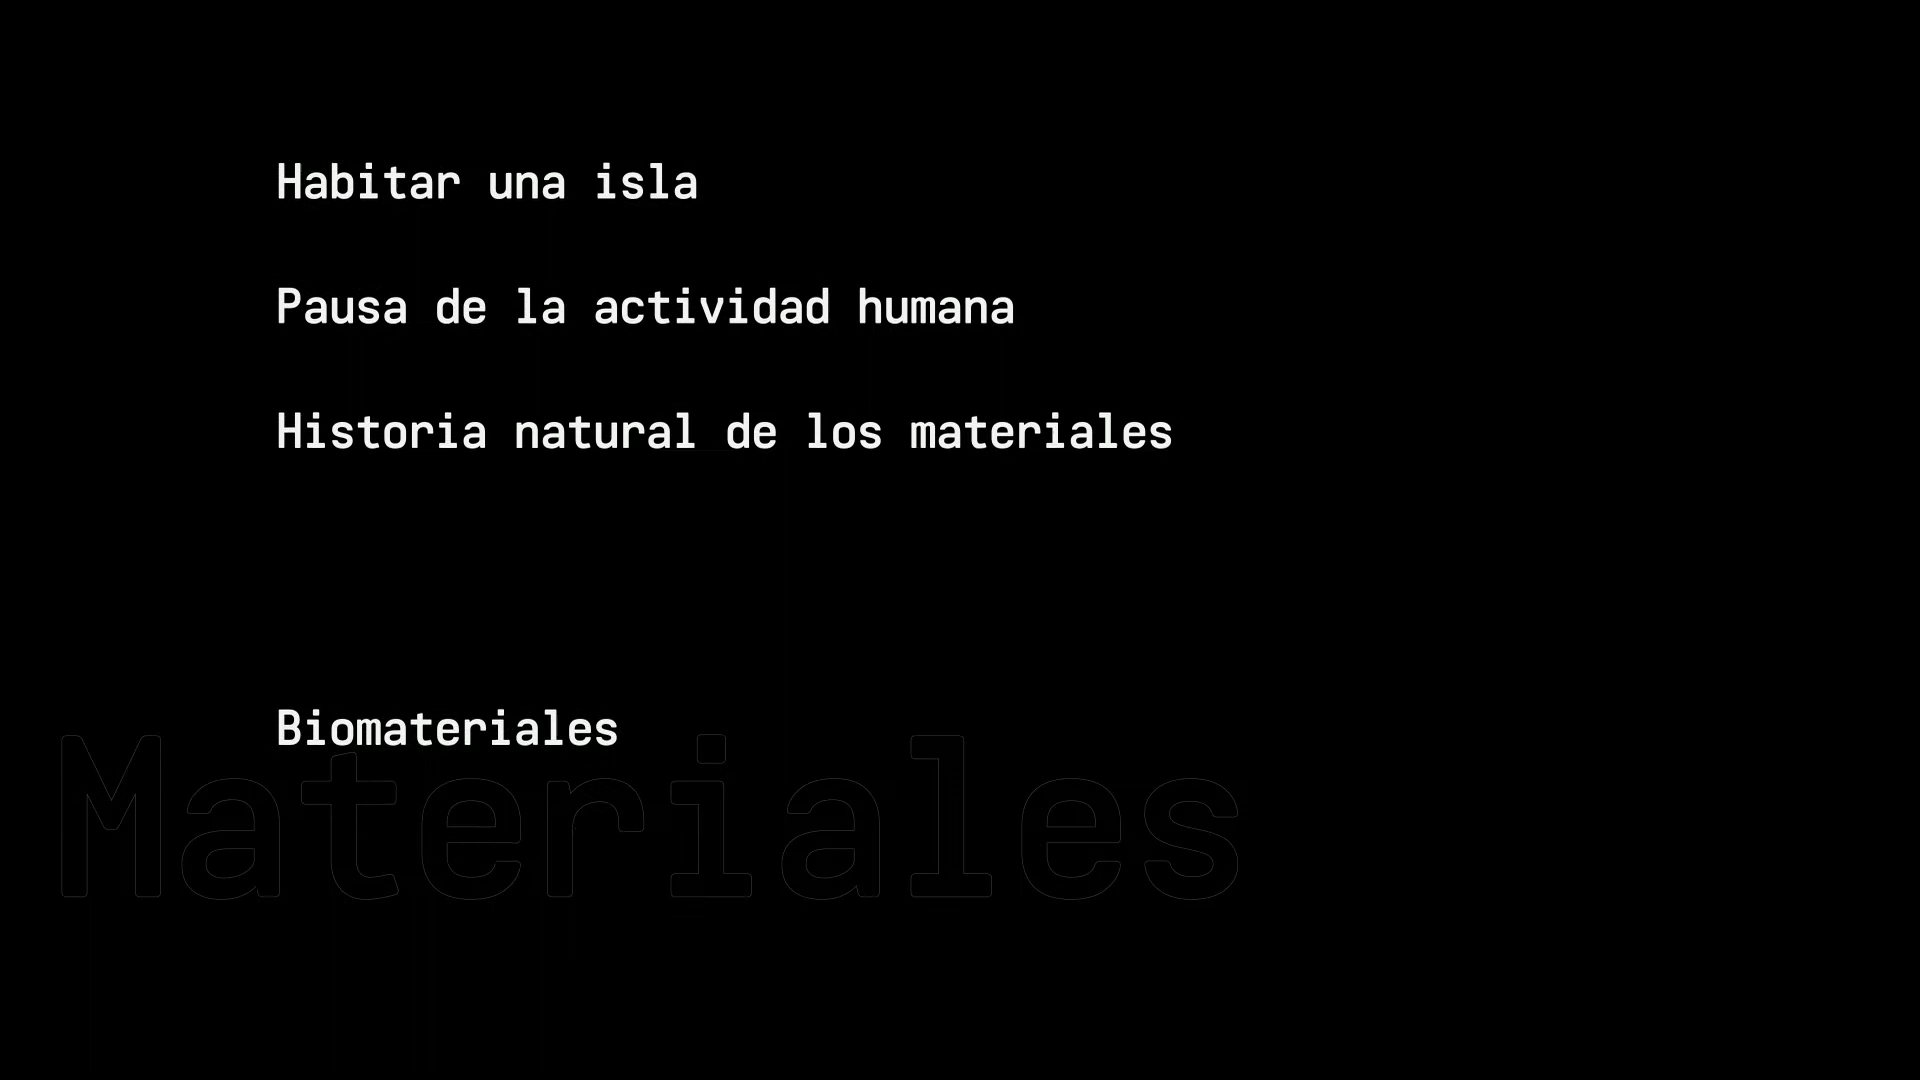 Habitar una isla
Pausa de la actividad humana
Historia natural de los materiales
Biomateriales
Materiales